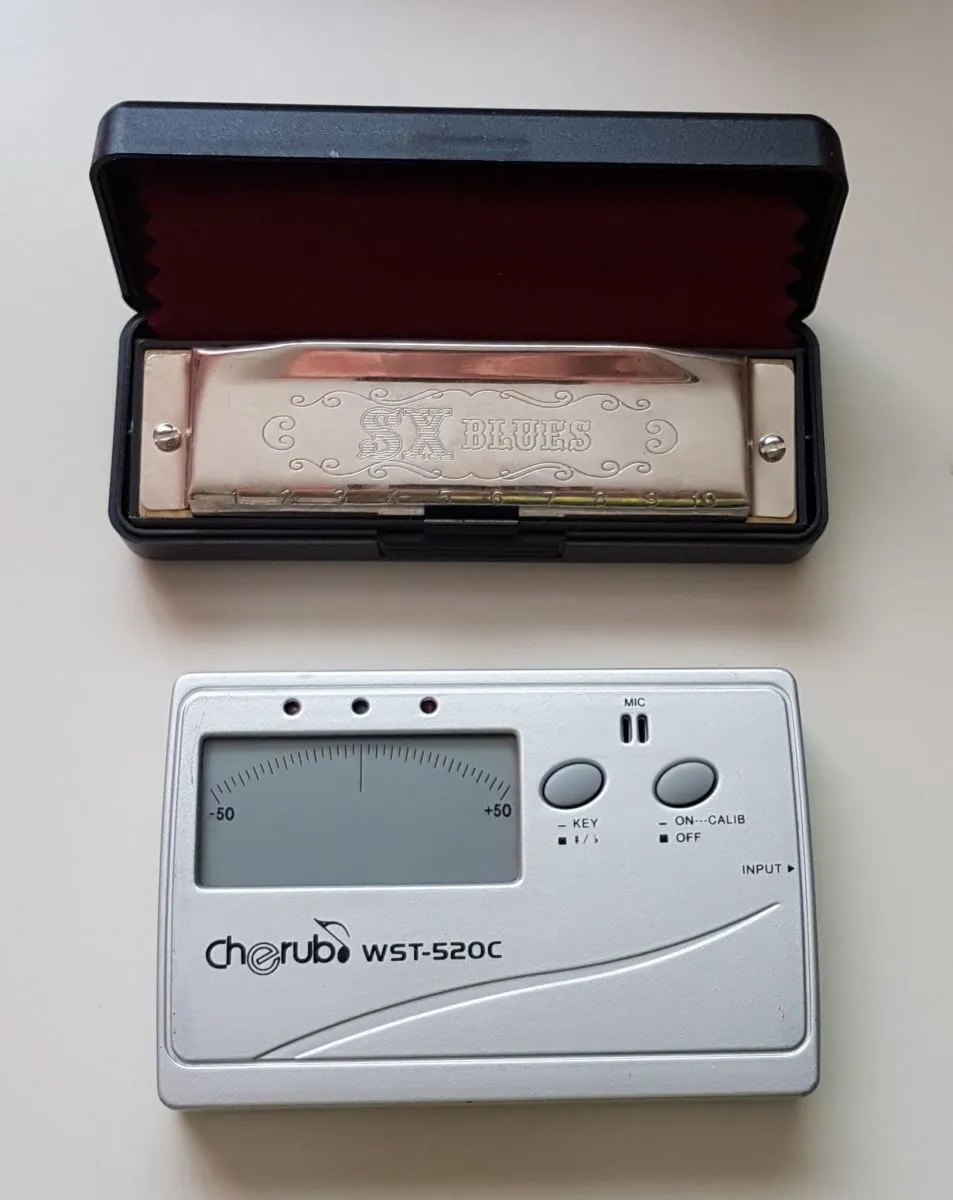 SX BLUES
1 2 3 4 5 6 7 8 9 10
MIC
-50 +50
– KEY
■ ♯/♭
– ON---CALIB
■ OFF
INPUT ▶
cherub WST-520C